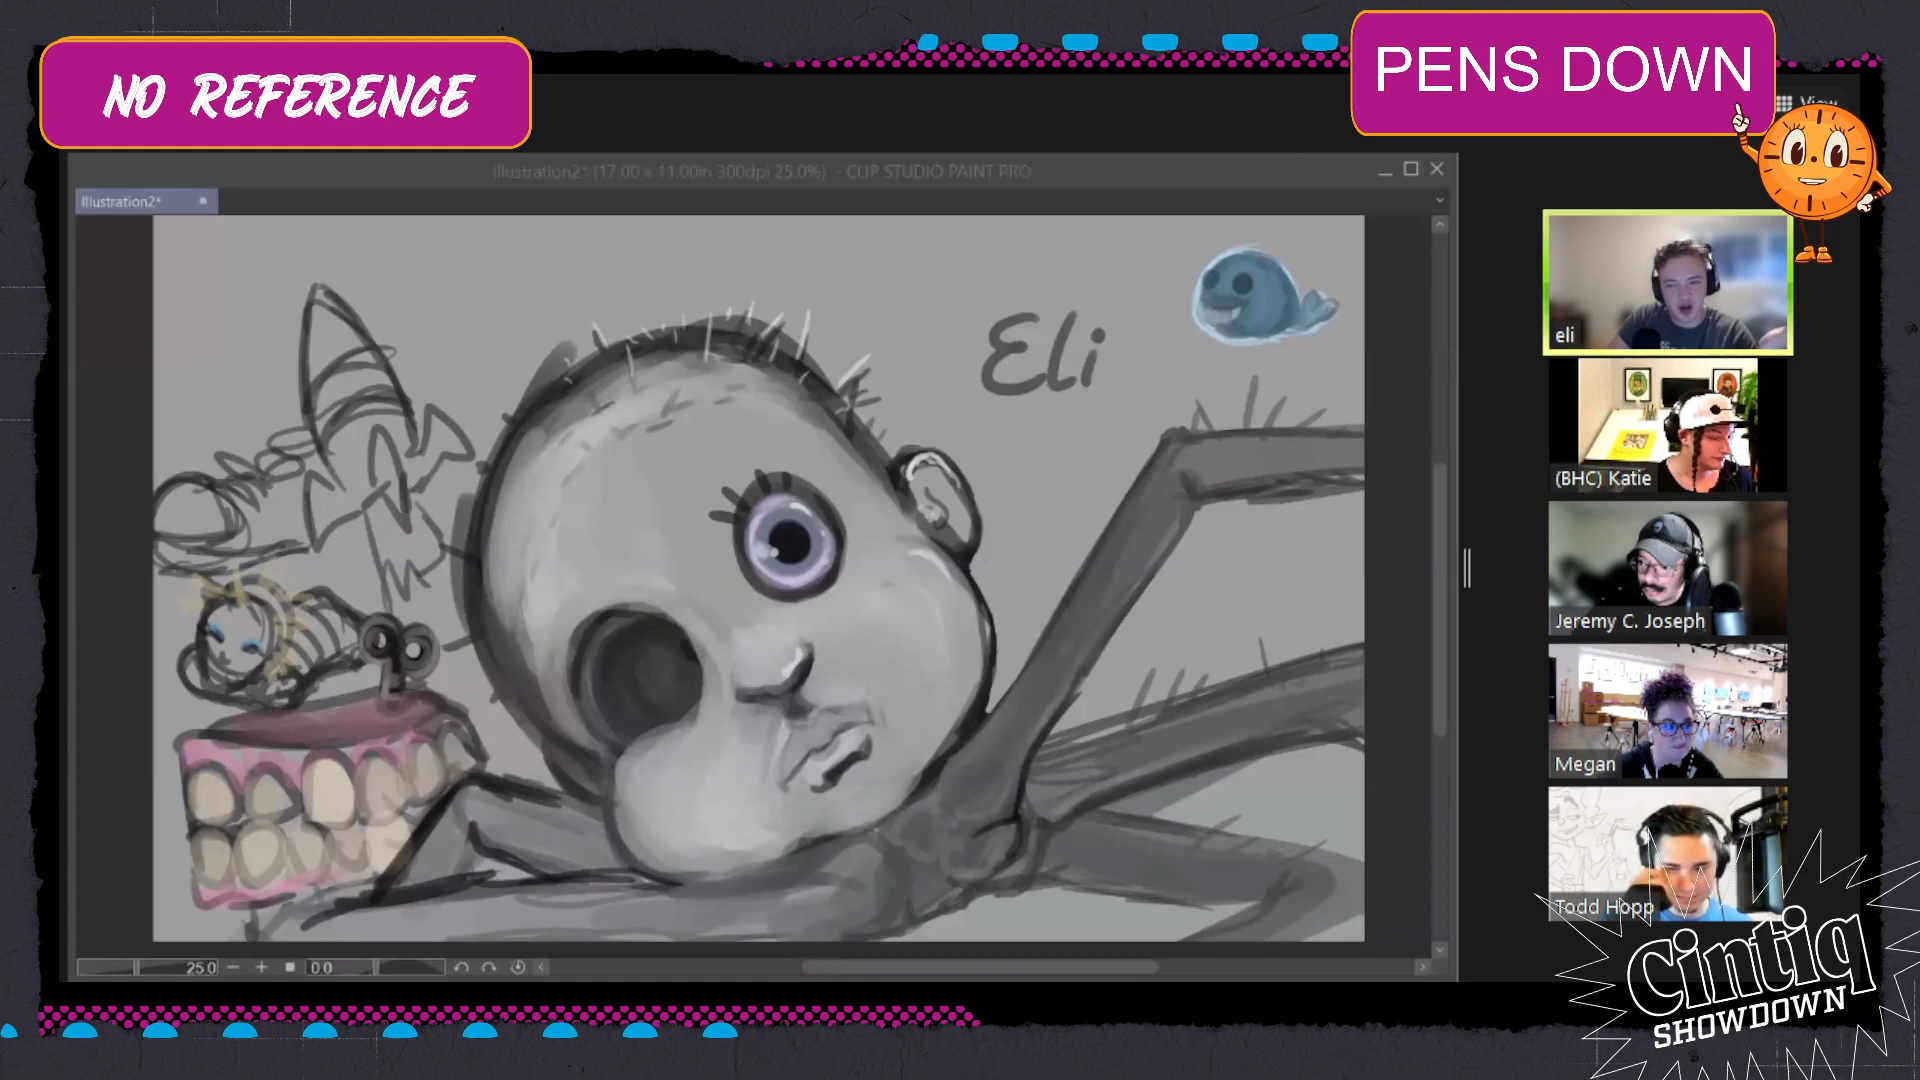 NO REFERENCE
PENS DOWN
View
Illustration2* (17.00 x 11.00in 300dpi 25.0%) - CLIP STUDIO PAINT PRO
Illustration2*
Eli
eli
(BHC) Katie
Jeremy C. Joseph
Megan
Todd Hopp
25.0
0.0
Cintiq
SHOWDOWN